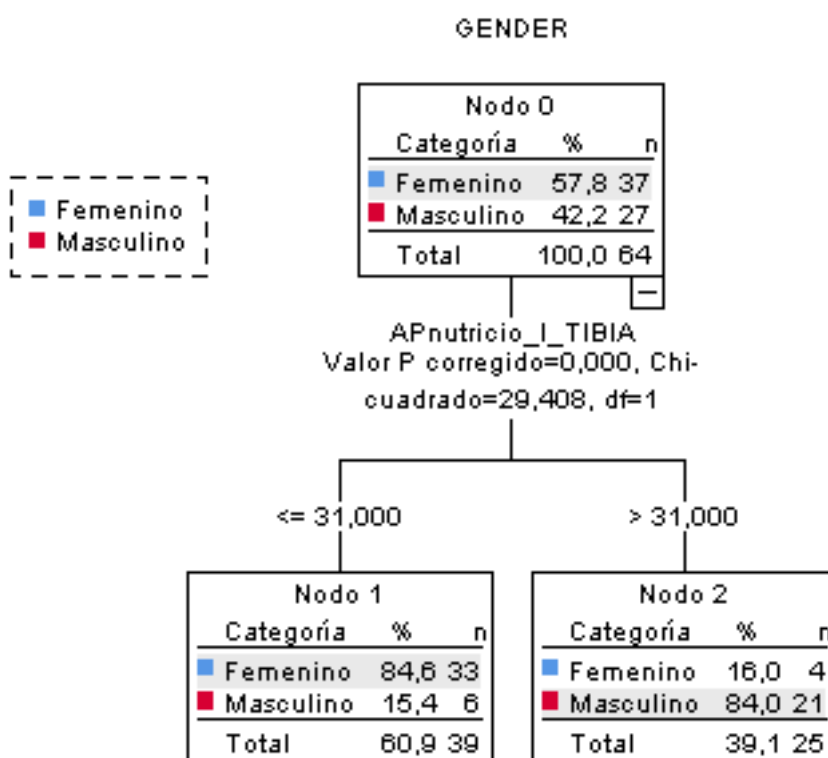 GENDER
Nodo 0
Categoría % n
Femenino 57,8 37
Masculino 42,2 27
Total 100,0 64
Femenino
Masculino
APnutricio_I_TIBIA
Valor P corregido=0,000, Chi-
cuadrado=29,408, df=1
<= 31,000
> 31,000
Nodo 1
Categoría % n
Femenino 84,6 33
Masculino 15,4 6
Total 60,9 39
Nodo 2
Categoría % n
Femenino 16,0 4
Masculino 84,0 21
Total 39,1 25